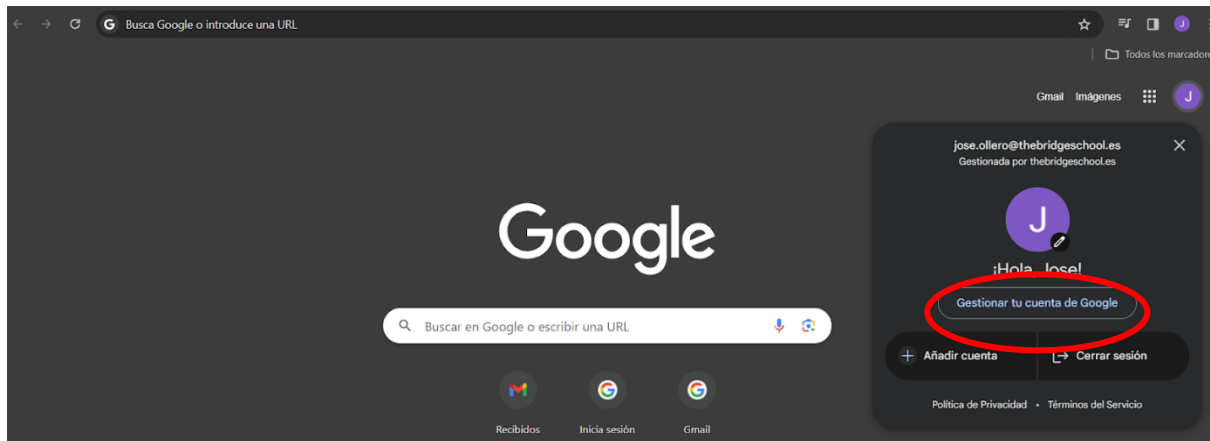 Busca Google o introduce una URL
J
Todos los marcadore
Gmail Imágenes
J
jose.ollero@thebridgeschool.es
Gestionada por thebridgeschool.es
J
¡Hola, Jose!
Gestionar tu cuenta de Google
Añadir cuenta
Cerrar sesión
Política de Privacidad • Términos del Servicio
Google
Buscar en Google o escribir una URL
Recibidos
Inicia sesión
Gmail